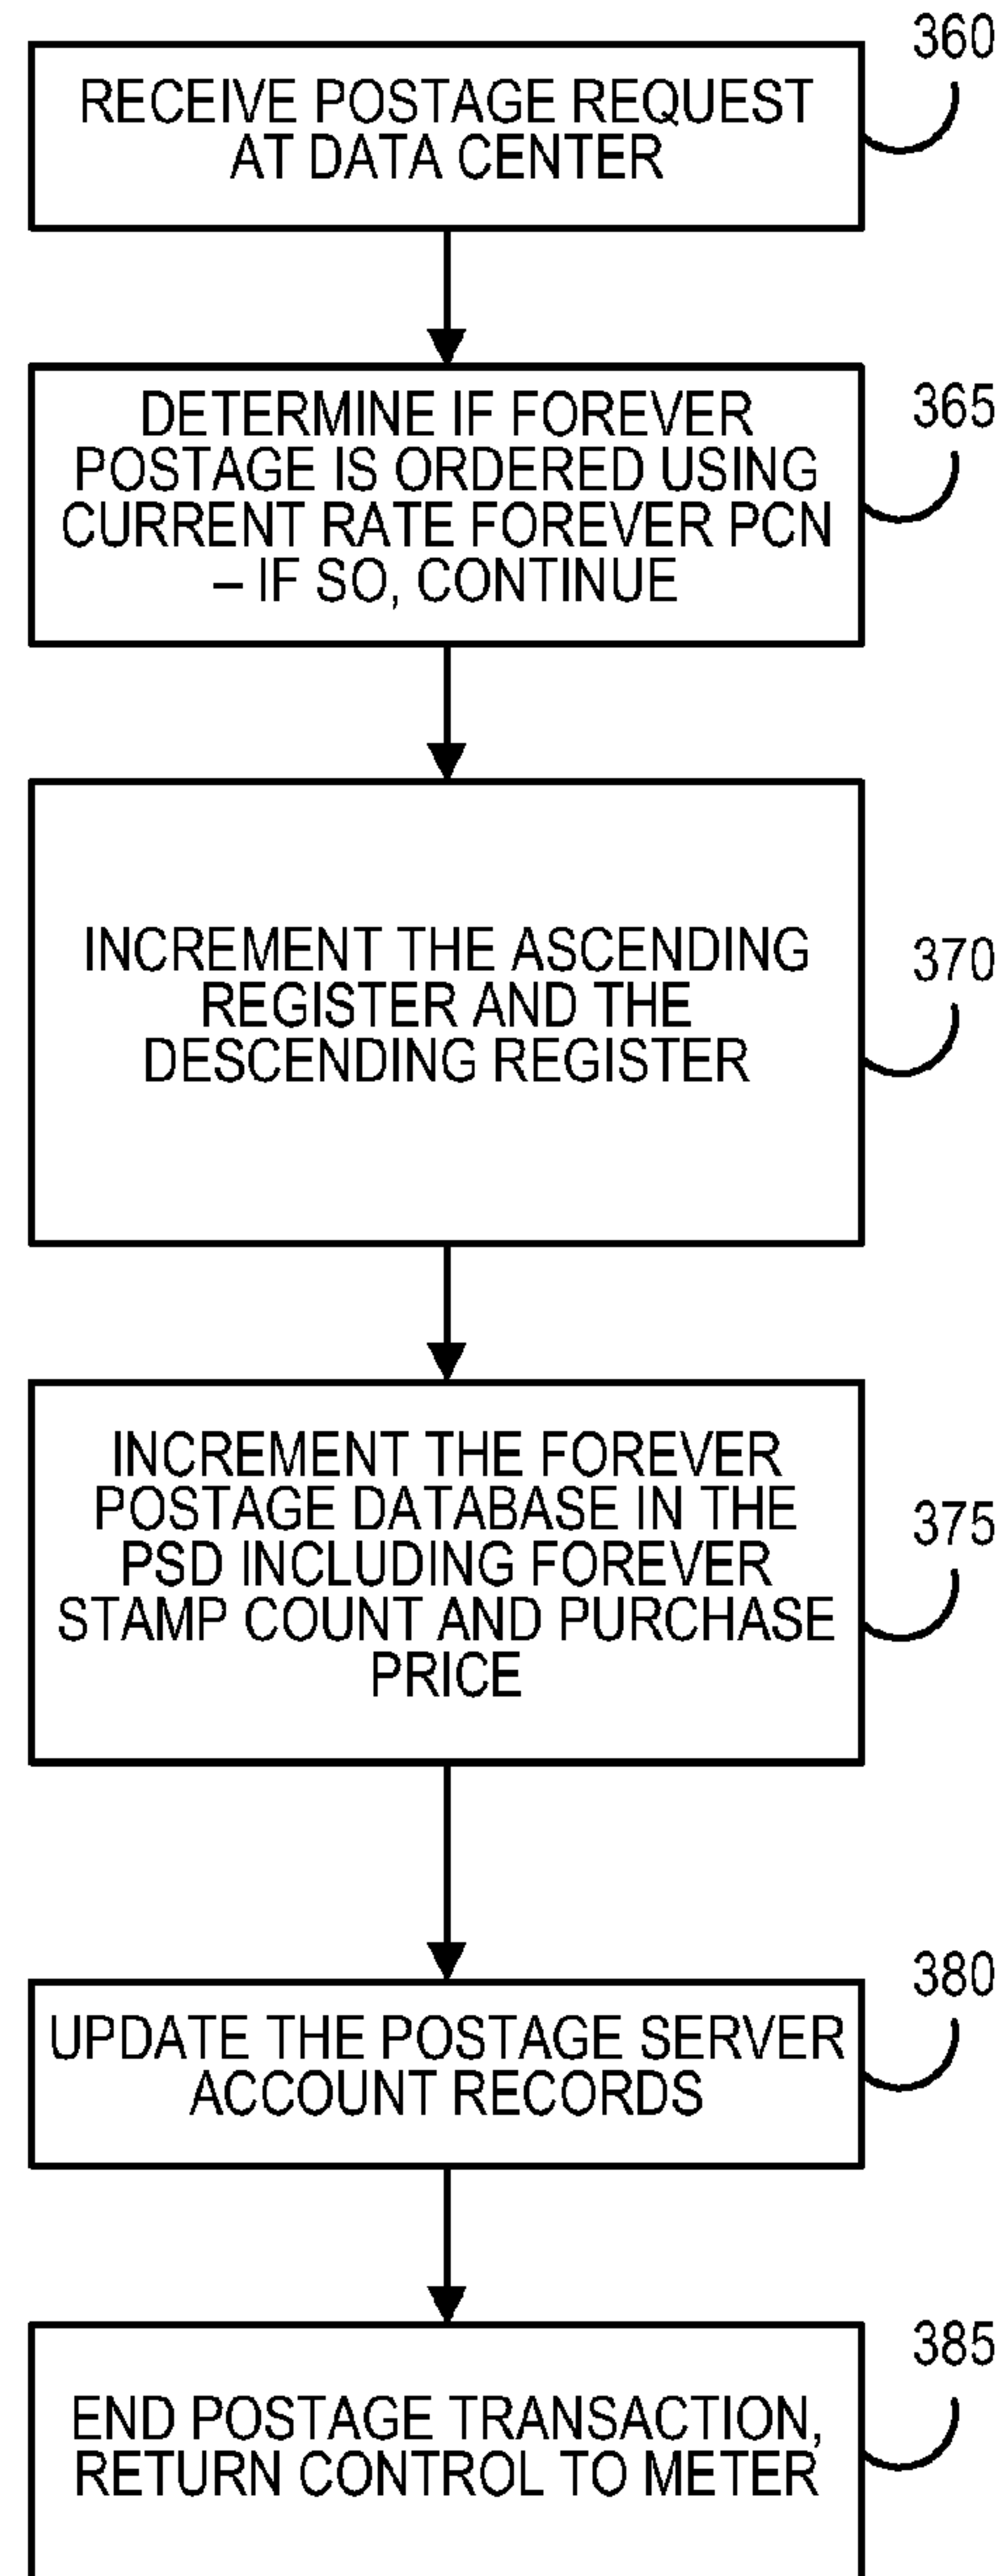 360
RECEIVE POSTAGE REQUEST
AT DATA CENTER
365
DETERMINE IF FOREVER
POSTAGE IS ORDERED USING
CURRENT RATE FOREVER PCN
– IF SO, CONTINUE
370
INCREMENT THE ASCENDING
REGISTER AND THE
DESCENDING REGISTER
375
INCREMENT THE FOREVER
POSTAGE DATABASE IN THE
PSD INCLUDING FOREVER
STAMP COUNT AND PURCHASE
PRICE
380
UPDATE THE POSTAGE SERVER
ACCOUNT RECORDS
385
END POSTAGE TRANSACTION,
RETURN CONTROL TO METER